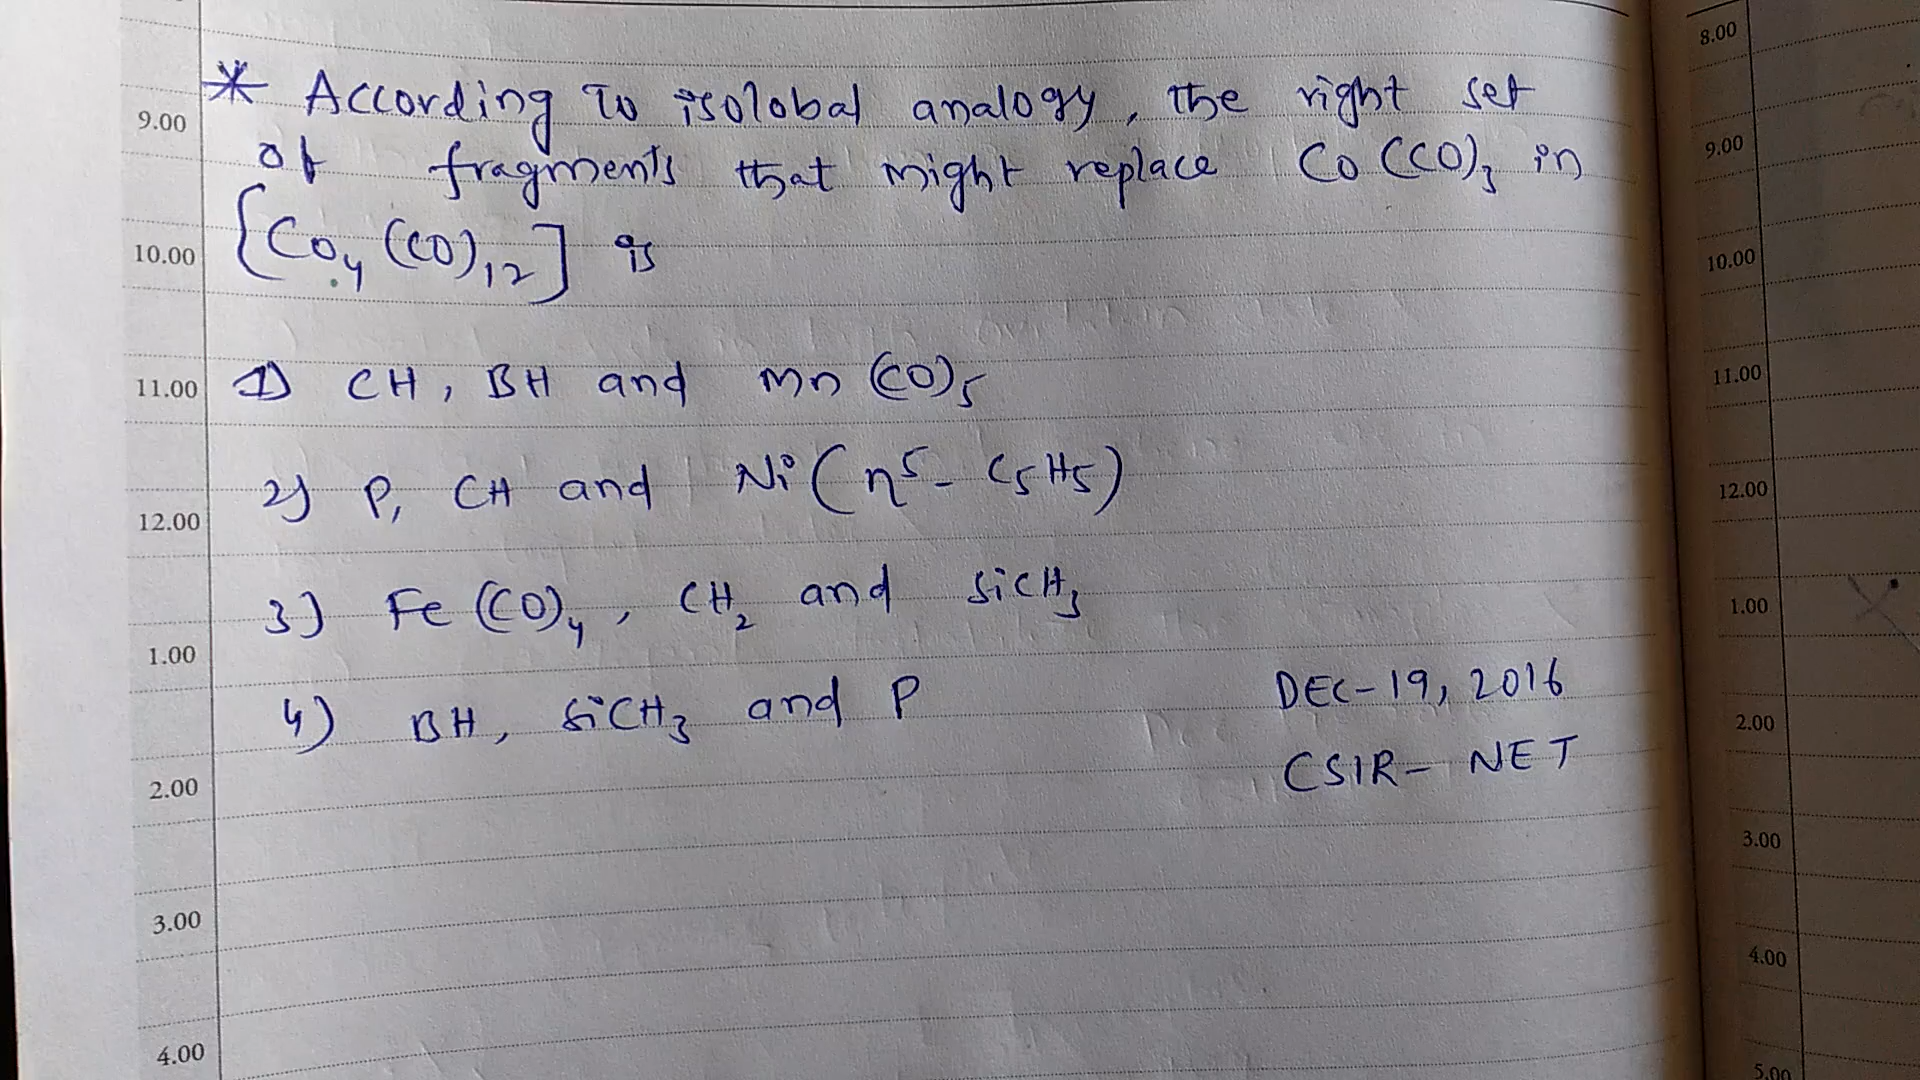 * According to isolobal analogy, the right set
of fragments that might replace Co(CO)₃ in
[Co₄(CO)₁₂] is
1) CH, BH and Mn(CO)₅
2) P, CH and Ni(η⁵-C₅H₅)
3) Fe(CO)₄, CH₂ and SiCH₃
4) BH, SiCH₃ and P
DEC-19, 2016
CSIR-NET
9.00
10.00
11.00
12.00
1.00
2.00
3.00
4.00
8.00
9.00
10.00
11.00
12.00
1.00
2.00
3.00
4.00
5.00